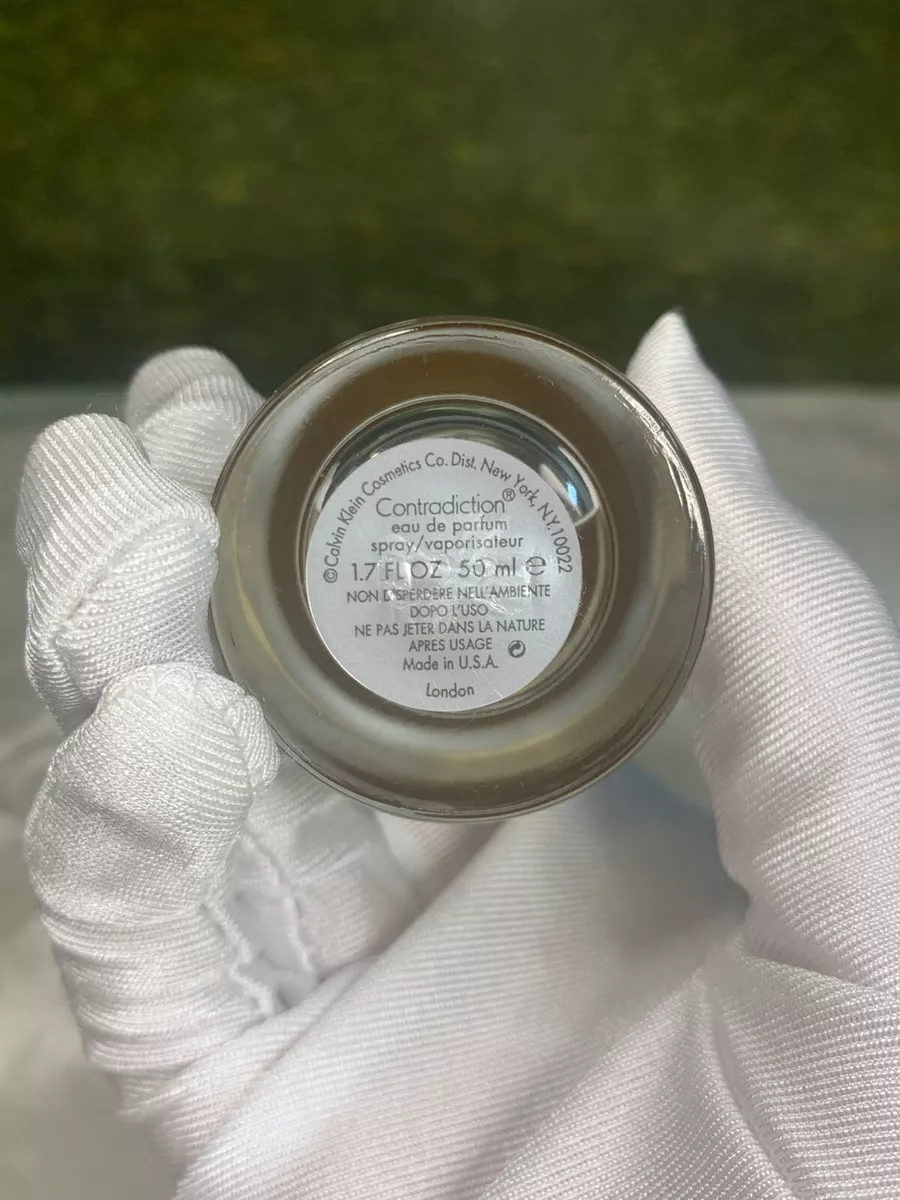 ©Calvin Klein Cosmetics Co. Dist. New York, NY.10022
Contradiction®
eau de parfum
spray/vaporisateur
1.7 FL OZ 50 ml ℮
NON DISPERDERE NELL'AMBIENTE
DOPO L'USO
NE PAS JETER DANS LA NATURE
APRES USAGE
Made in U.S.A.
London